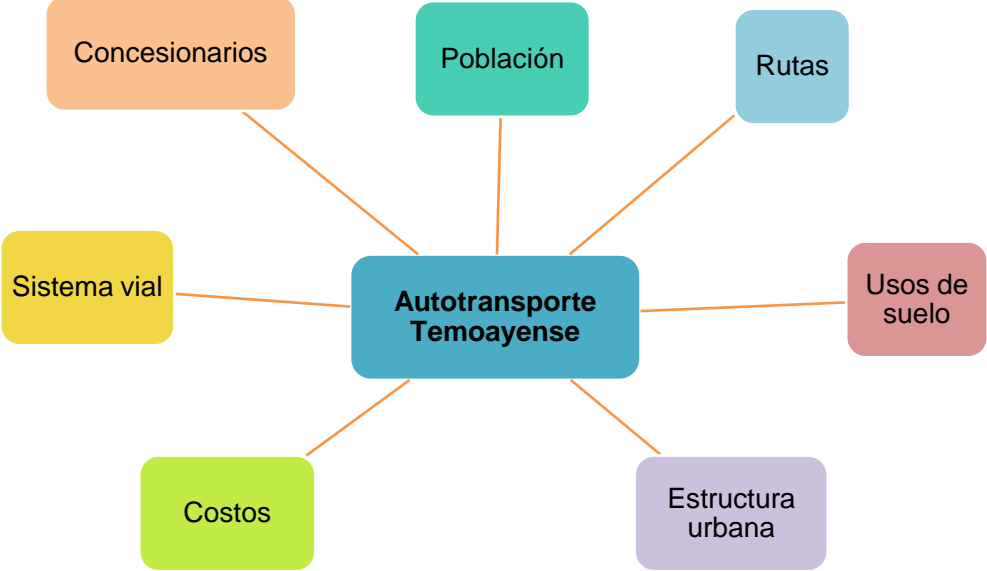 Concesionarios
Población
Rutas
Sistema vial
Autotransporte
Temoayense
Usos de
suelo
Costos
Estructura
urbana